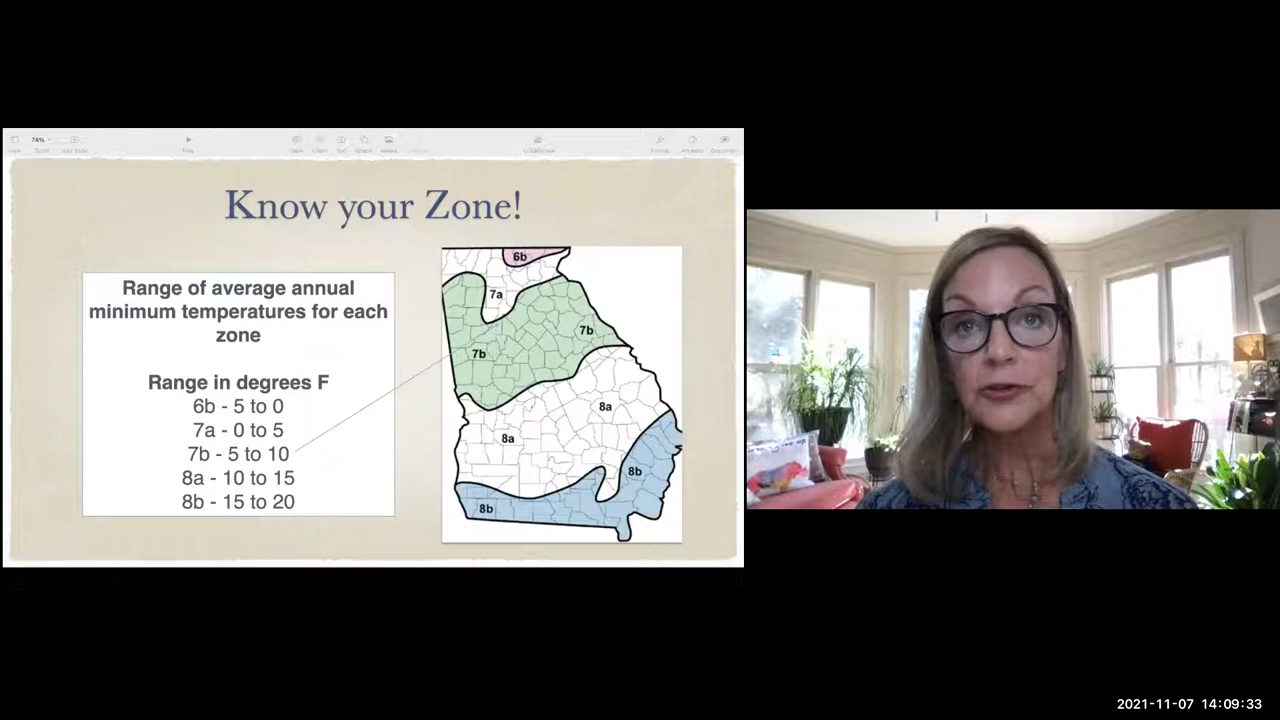 74%
Know your Zone!
Range of average annual
minimum temperatures for each
zone
Range in degrees F
6b - 5 to 0
7a - 0 to 5
7b - 5 to 10
8a - 10 to 15
8b - 15 to 20
6b
7a
7b
7b
8a
8a
8b
8b
2021-11-07 14:09:33